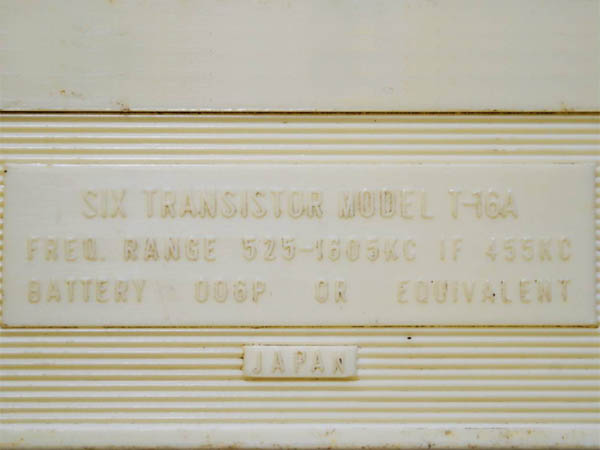 SIX TRANSISTOR MODEL T-16A
FREQ. RANGE 525-1605KC IF 455KC
BATTERY 006P OR EQUIVALENT
JAPAN